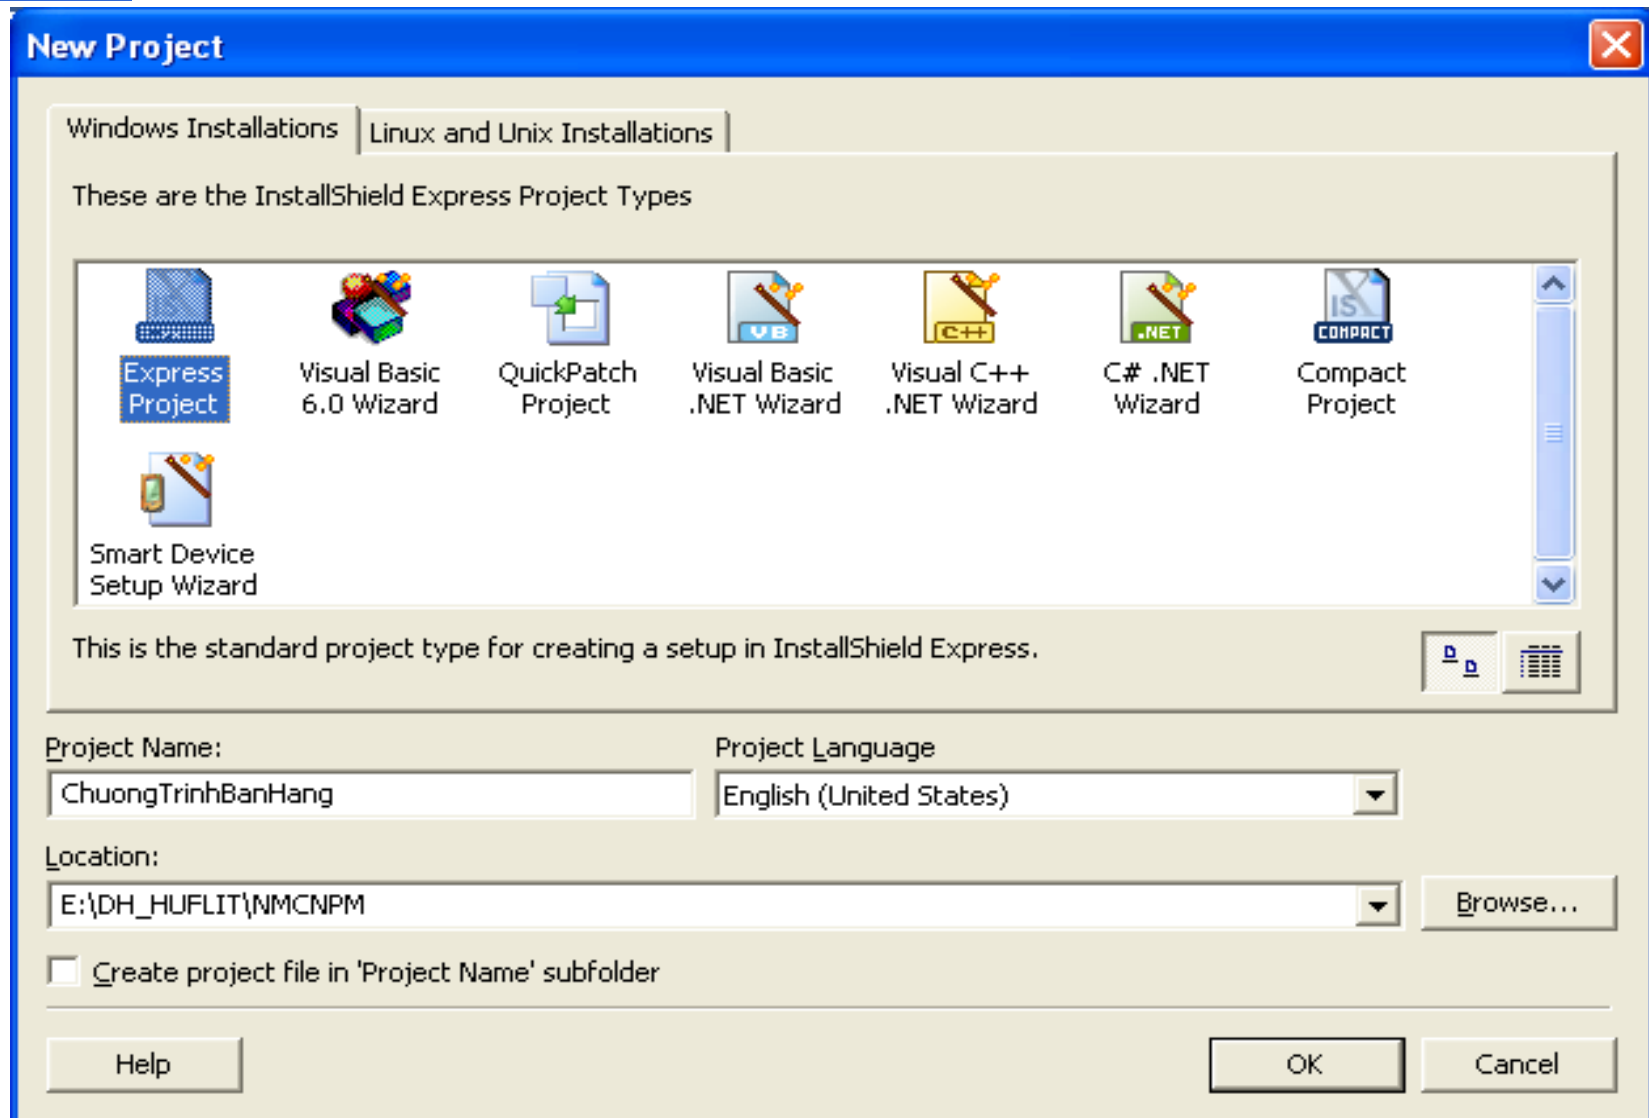 New Project
Windows Installations
Linux and Unix Installations
These are the InstallShield Express Project Types
IS
VB
C++
.NET
IS
COMPACT
Express
Project
Visual Basic
6.0 Wizard
QuickPatch
Project
Visual Basic
.NET Wizard
Visual C++
.NET Wizard
C# .NET
Wizard
Compact
Project
Smart Device
Setup Wizard
This is the standard project type for creating a setup in InstallShield Express.
Project Name:
Project Language
ChuongTrinhBanHang
English (United States)
Location:
E:\DH_HUFLIT\NMCNPM
Browse...
Create project file in 'Project Name' subfolder
Help
OK
Cancel